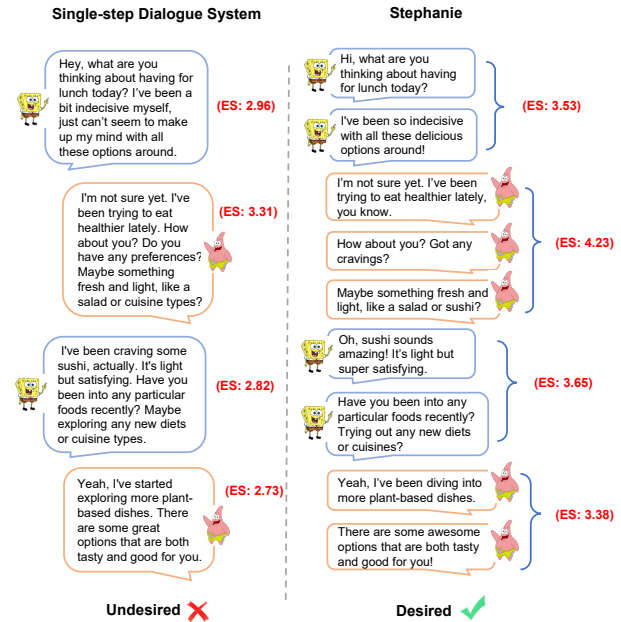 Single-step Dialogue System
Hey, what are you
thinking about having for
lunch today? I've been a
bit indecisive myself,
just can't seem to make
up my mind with all
these options around.
(ES: 2.96)
I'm not sure yet. I've
been trying to eat
healthier lately. How
about you? Do you
have any preferences?
Maybe something
fresh and light, like a
salad or cuisine types?
(ES: 3.31)
I've been craving some
sushi, actually. It's light
but satisfying. Have you
been into any particular
foods recently? Maybe
exploring any new diets
or cuisine types.
(ES: 2.82)
Yeah, I've started
exploring more plant-
based dishes. There
are some great
options that are both
tasty and good for you.
(ES: 2.73)
Undesired
Stephanie
Hi, what are you
thinking about having
for lunch today?
I've been so indecisive
with all these delicious
options around!
(ES: 3.53)
I'm not sure yet. I've been
trying to eat healthier lately,
you know.
How about you? Got any
cravings?
Maybe something fresh and
light, like a salad or sushi?
(ES: 4.23)
Oh, sushi sounds
amazing! It's light but
super satisfying.
Have you been into any
particular foods recently?
Trying out any new diets
or cuisines?
(ES: 3.65)
Yeah, I've been diving into
more plant-based dishes.
There are some awesome
options that are both tasty
and good for you!
(ES: 3.38)
Desired